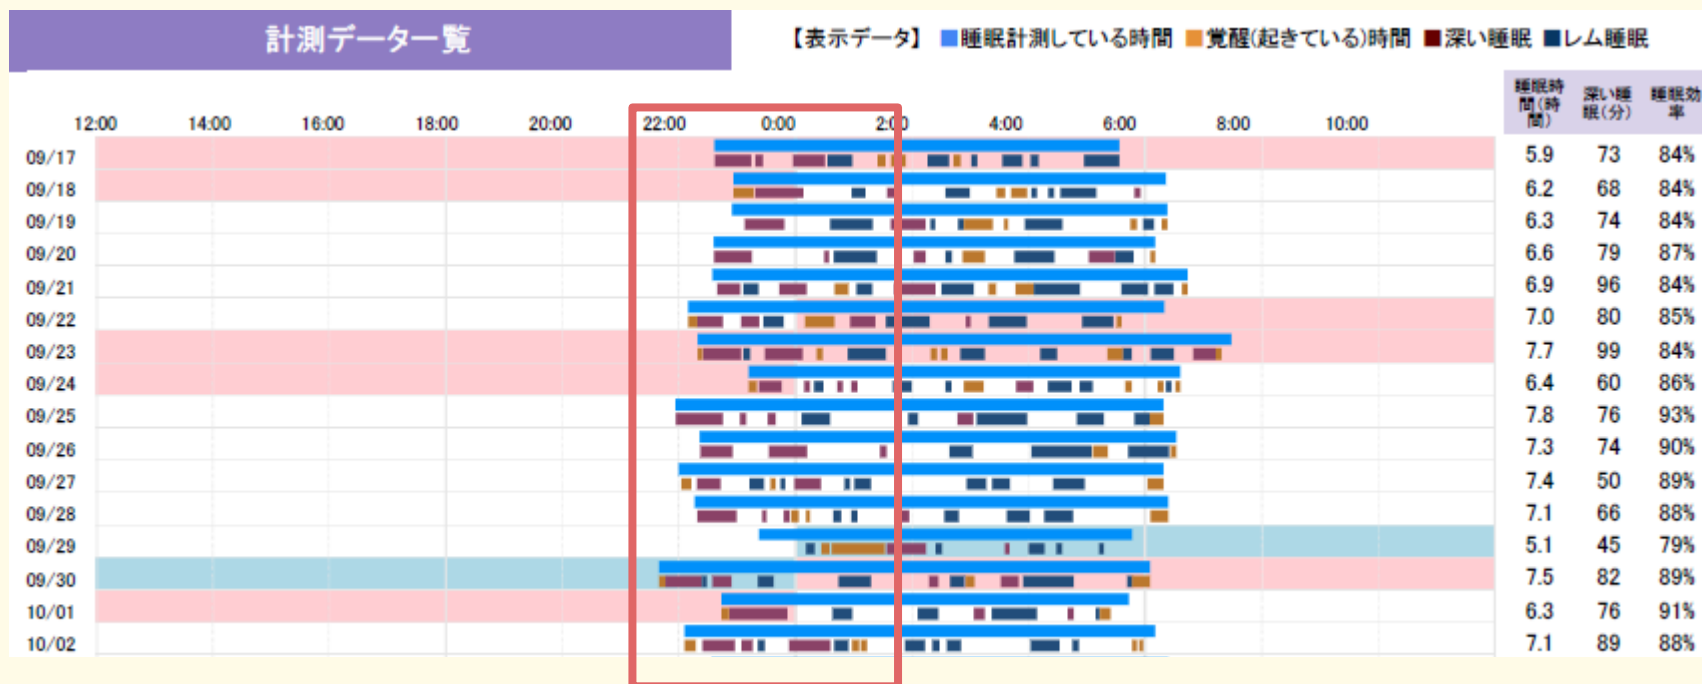 計測データ一覧
【表示データ】 ■睡眠計測している時間 ■覚醒(起きている)時間 ■深い睡眠 ■レム睡眠
睡眠時間(時間) 深い睡眠(分) 睡眠効率
12:00 14:00 16:00 18:00 20:00 22:00 0:00 2:00 4:00 6:00 8:00 10:00
09/17 5.9 73 84%
09/18 6.2 68 84%
09/19 6.3 74 84%
09/20 6.6 79 87%
09/21 6.9 96 84%
09/22 7.0 80 85%
09/23 7.7 99 84%
09/24 6.4 60 86%
09/25 7.8 76 93%
09/26 7.3 74 90%
09/27 7.4 50 89%
09/28 7.1 66 88%
09/29 5.1 45 79%
09/30 7.5 82 89%
10/01 6.3 76 91%
10/02 7.1 89 88%